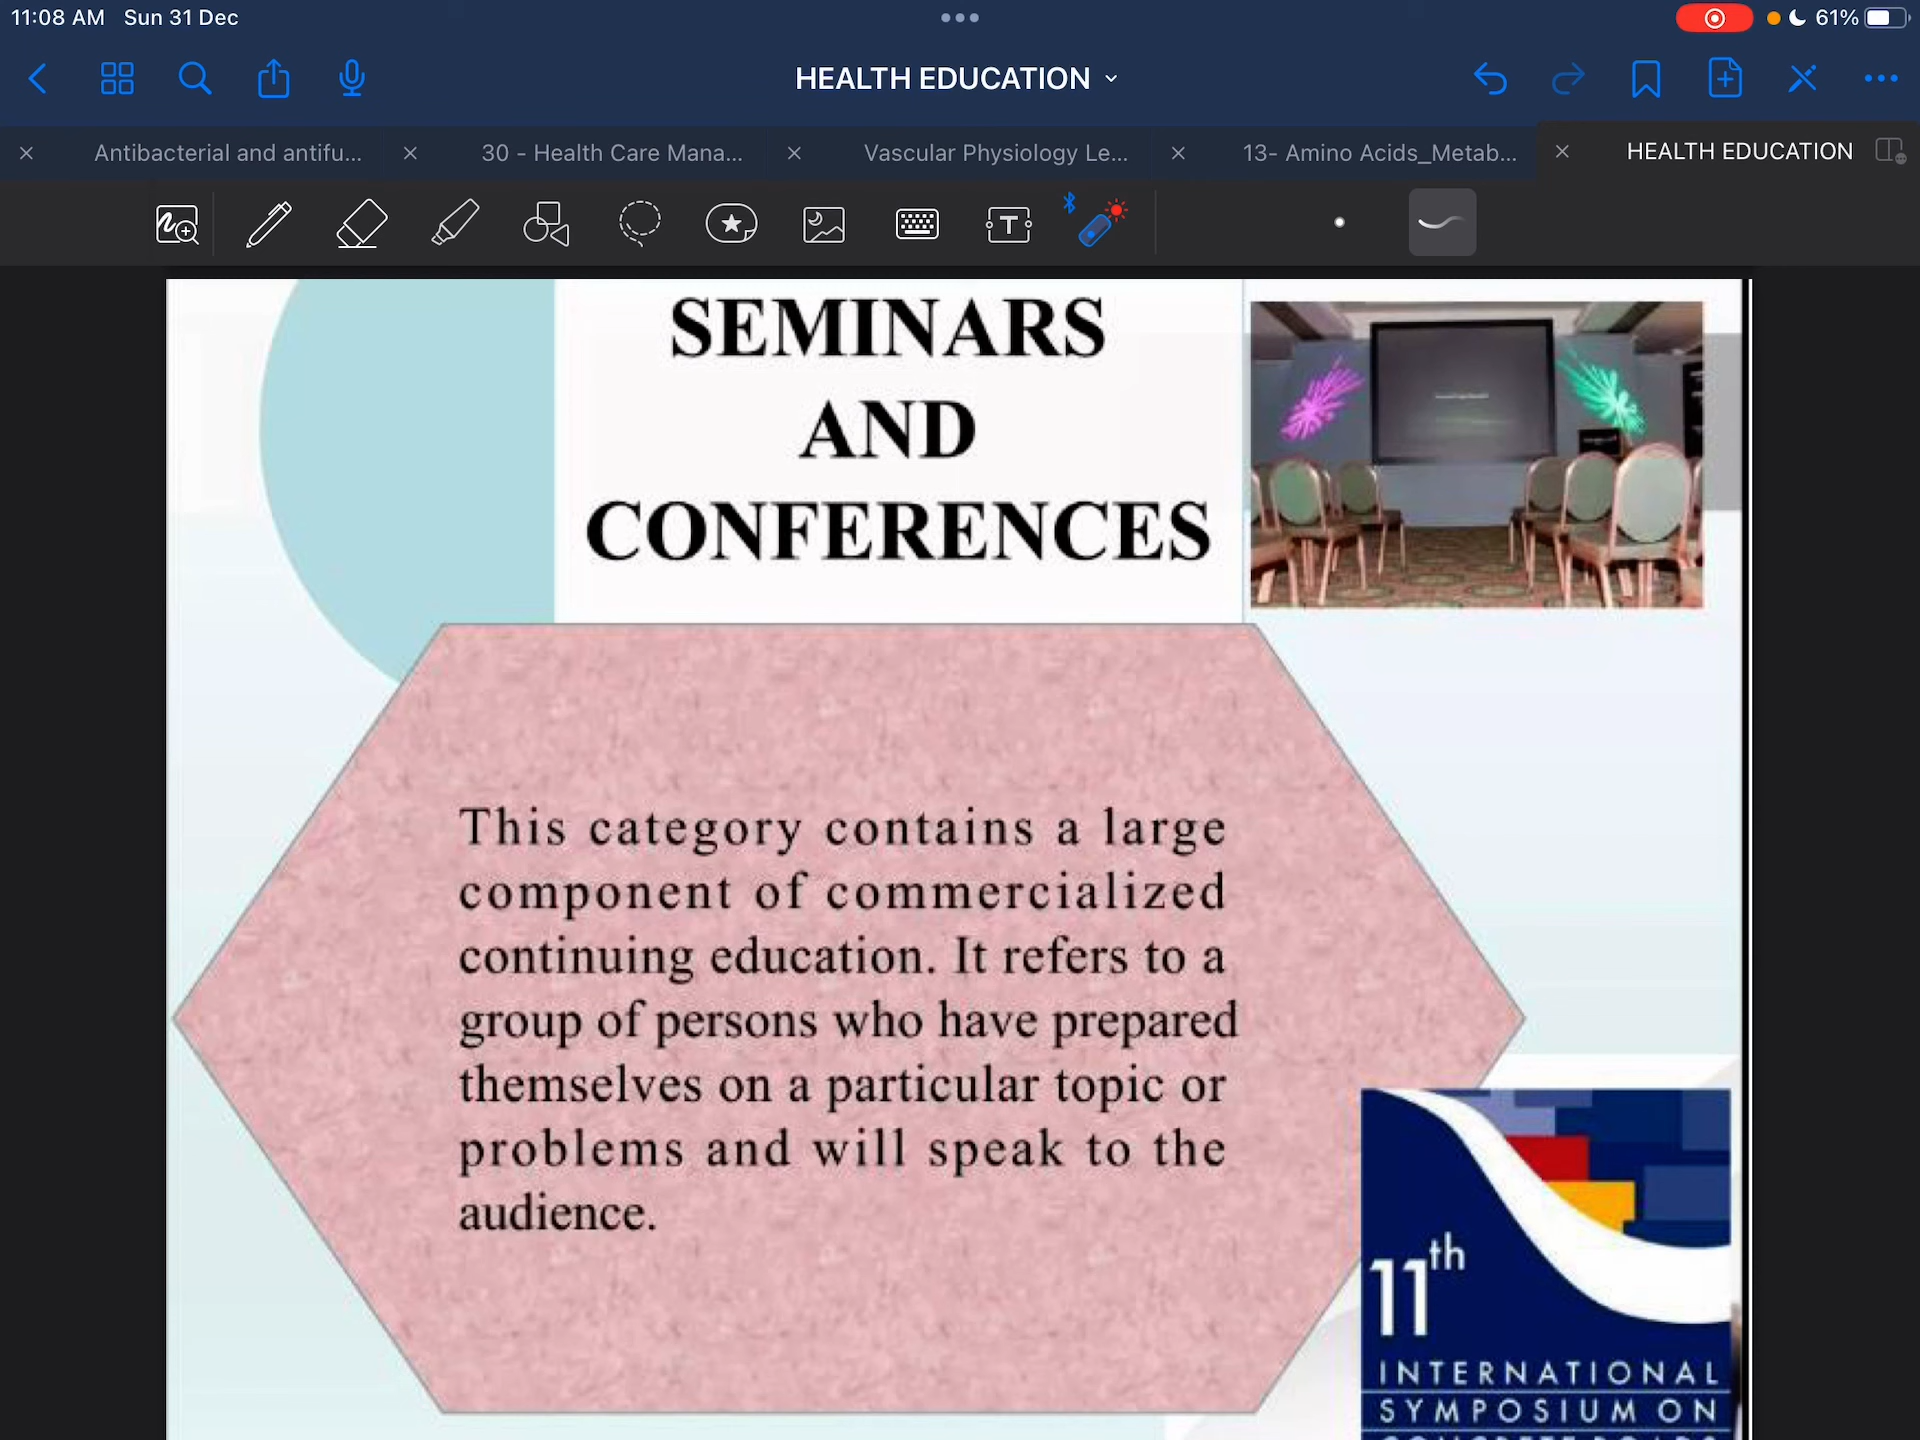 11:08 AM Sun 31 Dec
61%
HEALTH EDUCATION
Antibacterial and antifu...
30 - Health Care Mana...
Vascular Physiology Le...
13- Amino Acids_Metab...
HEALTH EDUCATION
SEMINARS
AND
CONFERENCES
This category contains a large
component of commercialized
continuing education. It refers to a
group of persons who have prepared
themselves on a particular topic or
problems and will speak to the
audience.
11th
INTERNATIONAL
SYMPOSIUM ON